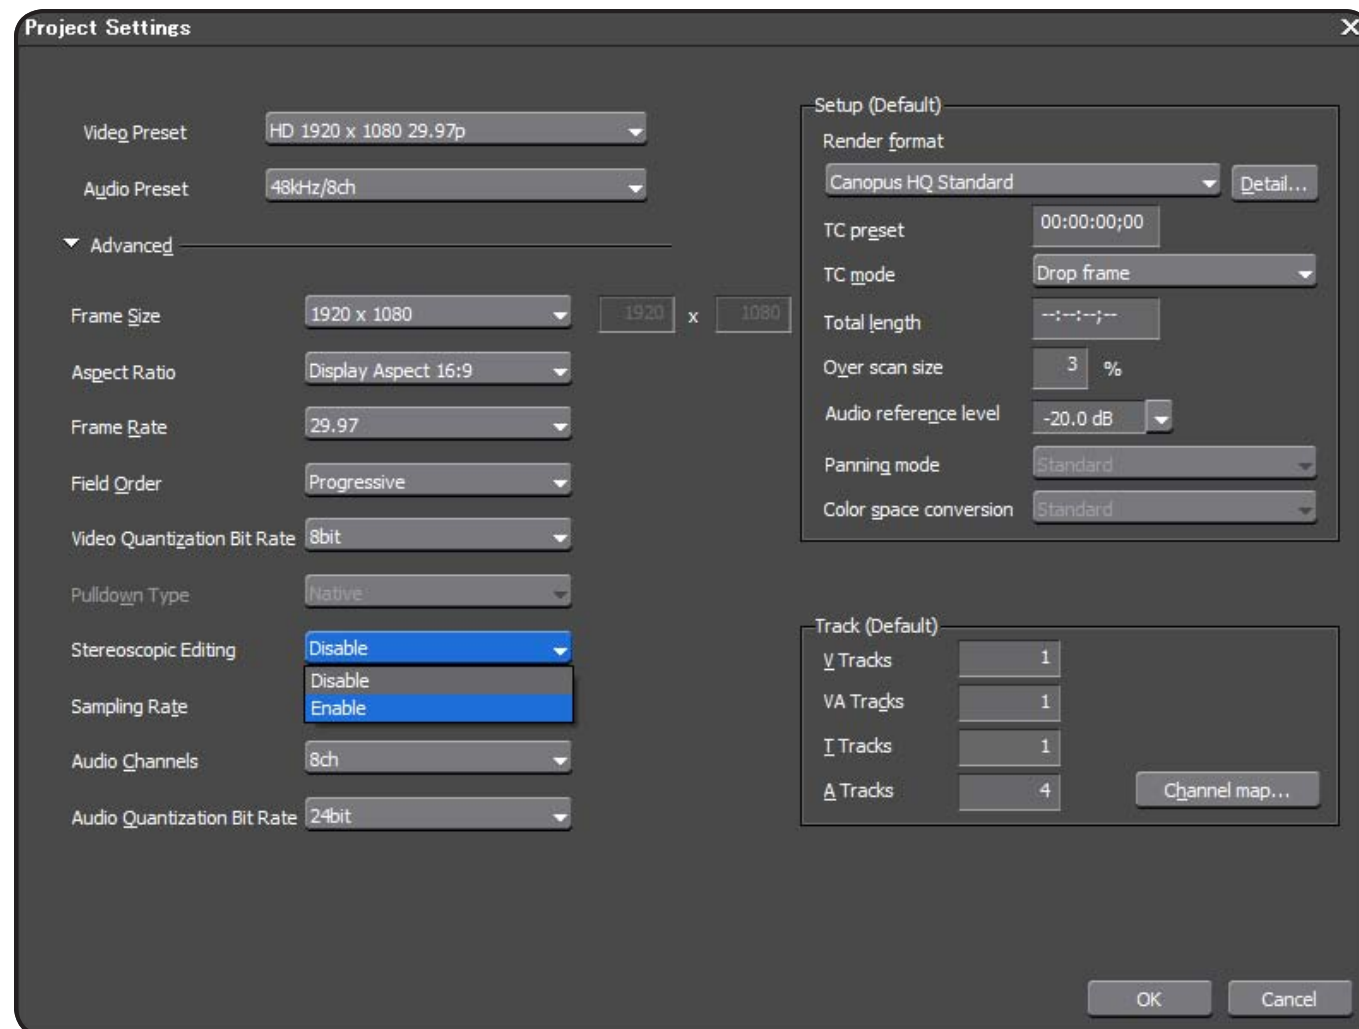 Project Settings
Video Preset
HD 1920 x 1080 29.97p
Audio Preset
48kHz/8ch
Advanced
Frame Size
1920 x 1080
1920 x 1080
Aspect Ratio
Display Aspect 16:9
Frame Rate
29.97
Field Order
Progressive
Video Quantization Bit Rate
8bit
Pulldown Type
Native
Stereoscopic Editing
Disable
Disable
Enable
Sampling Rate
Audio Channels
8ch
Audio Quantization Bit Rate
24bit
Setup (Default)
Render format
Canopus HQ Standard
Detail...
TC preset
00:00:00;00
TC mode
Drop frame
Total length
--:--:--;--
Over scan size
3 %
Audio reference level
-20.0 dB
Panning mode
Standard
Color space conversion
Standard
Track (Default)
V Tracks
1
VA Tracks
1
T Tracks
1
A Tracks
4
Channel map...
OK
Cancel